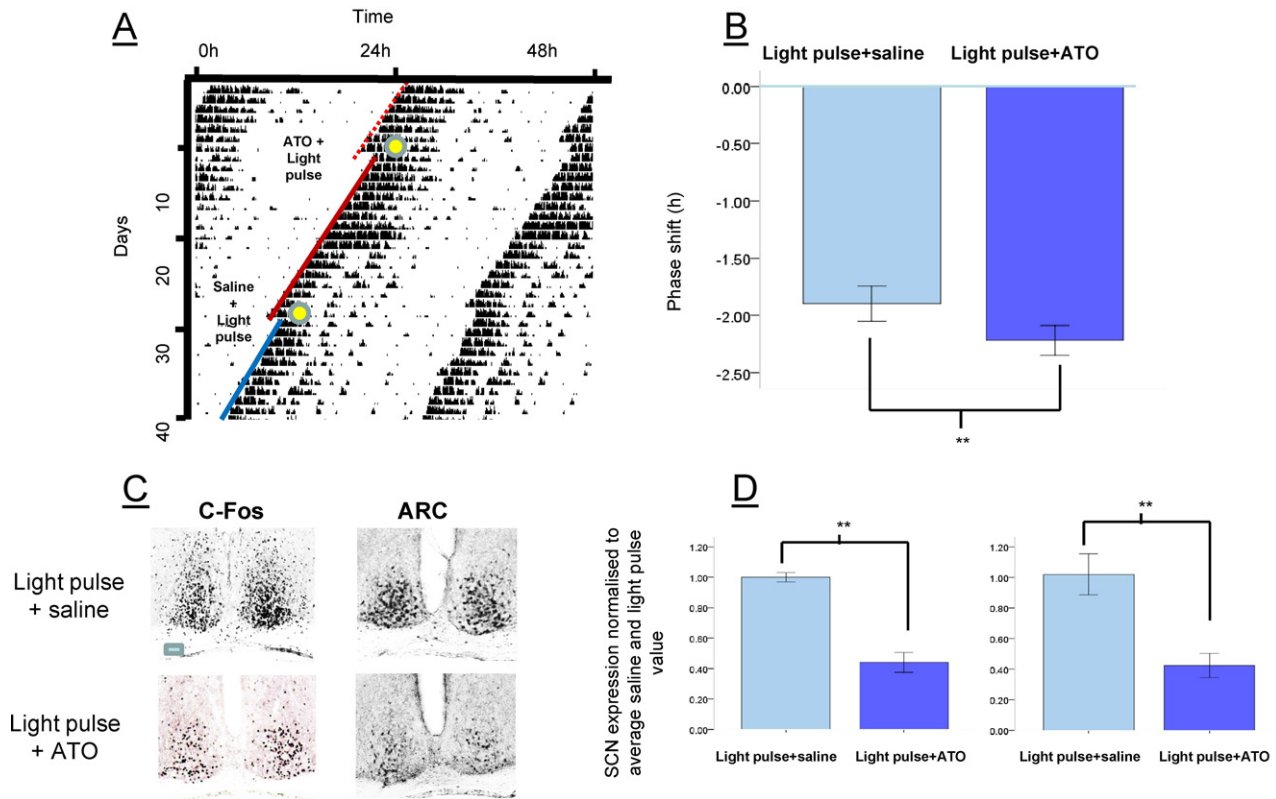 A
Time
0h 24h 48h
Days
10
20
30
40
ATO +
Light
pulse
Saline
+
Light
pulse
B
Light pulse+saline Light pulse+ATO
Phase shift (h)
0.00
-0.50
-1.00
-1.50
-2.00
-2.50
**
C
C-Fos ARC
Light pulse
+ saline
Light pulse
+ ATO
D
SCN expression normalised to
average saline and light pulse
value
**
1.20
1.00
0.80
0.60
0.40
0.20
0.00
Light pulse+saline Light pulse+ATO
**
1.20
1.00
0.80
0.60
0.40
0.20
0.00
Light pulse+saline Light pulse+ATO